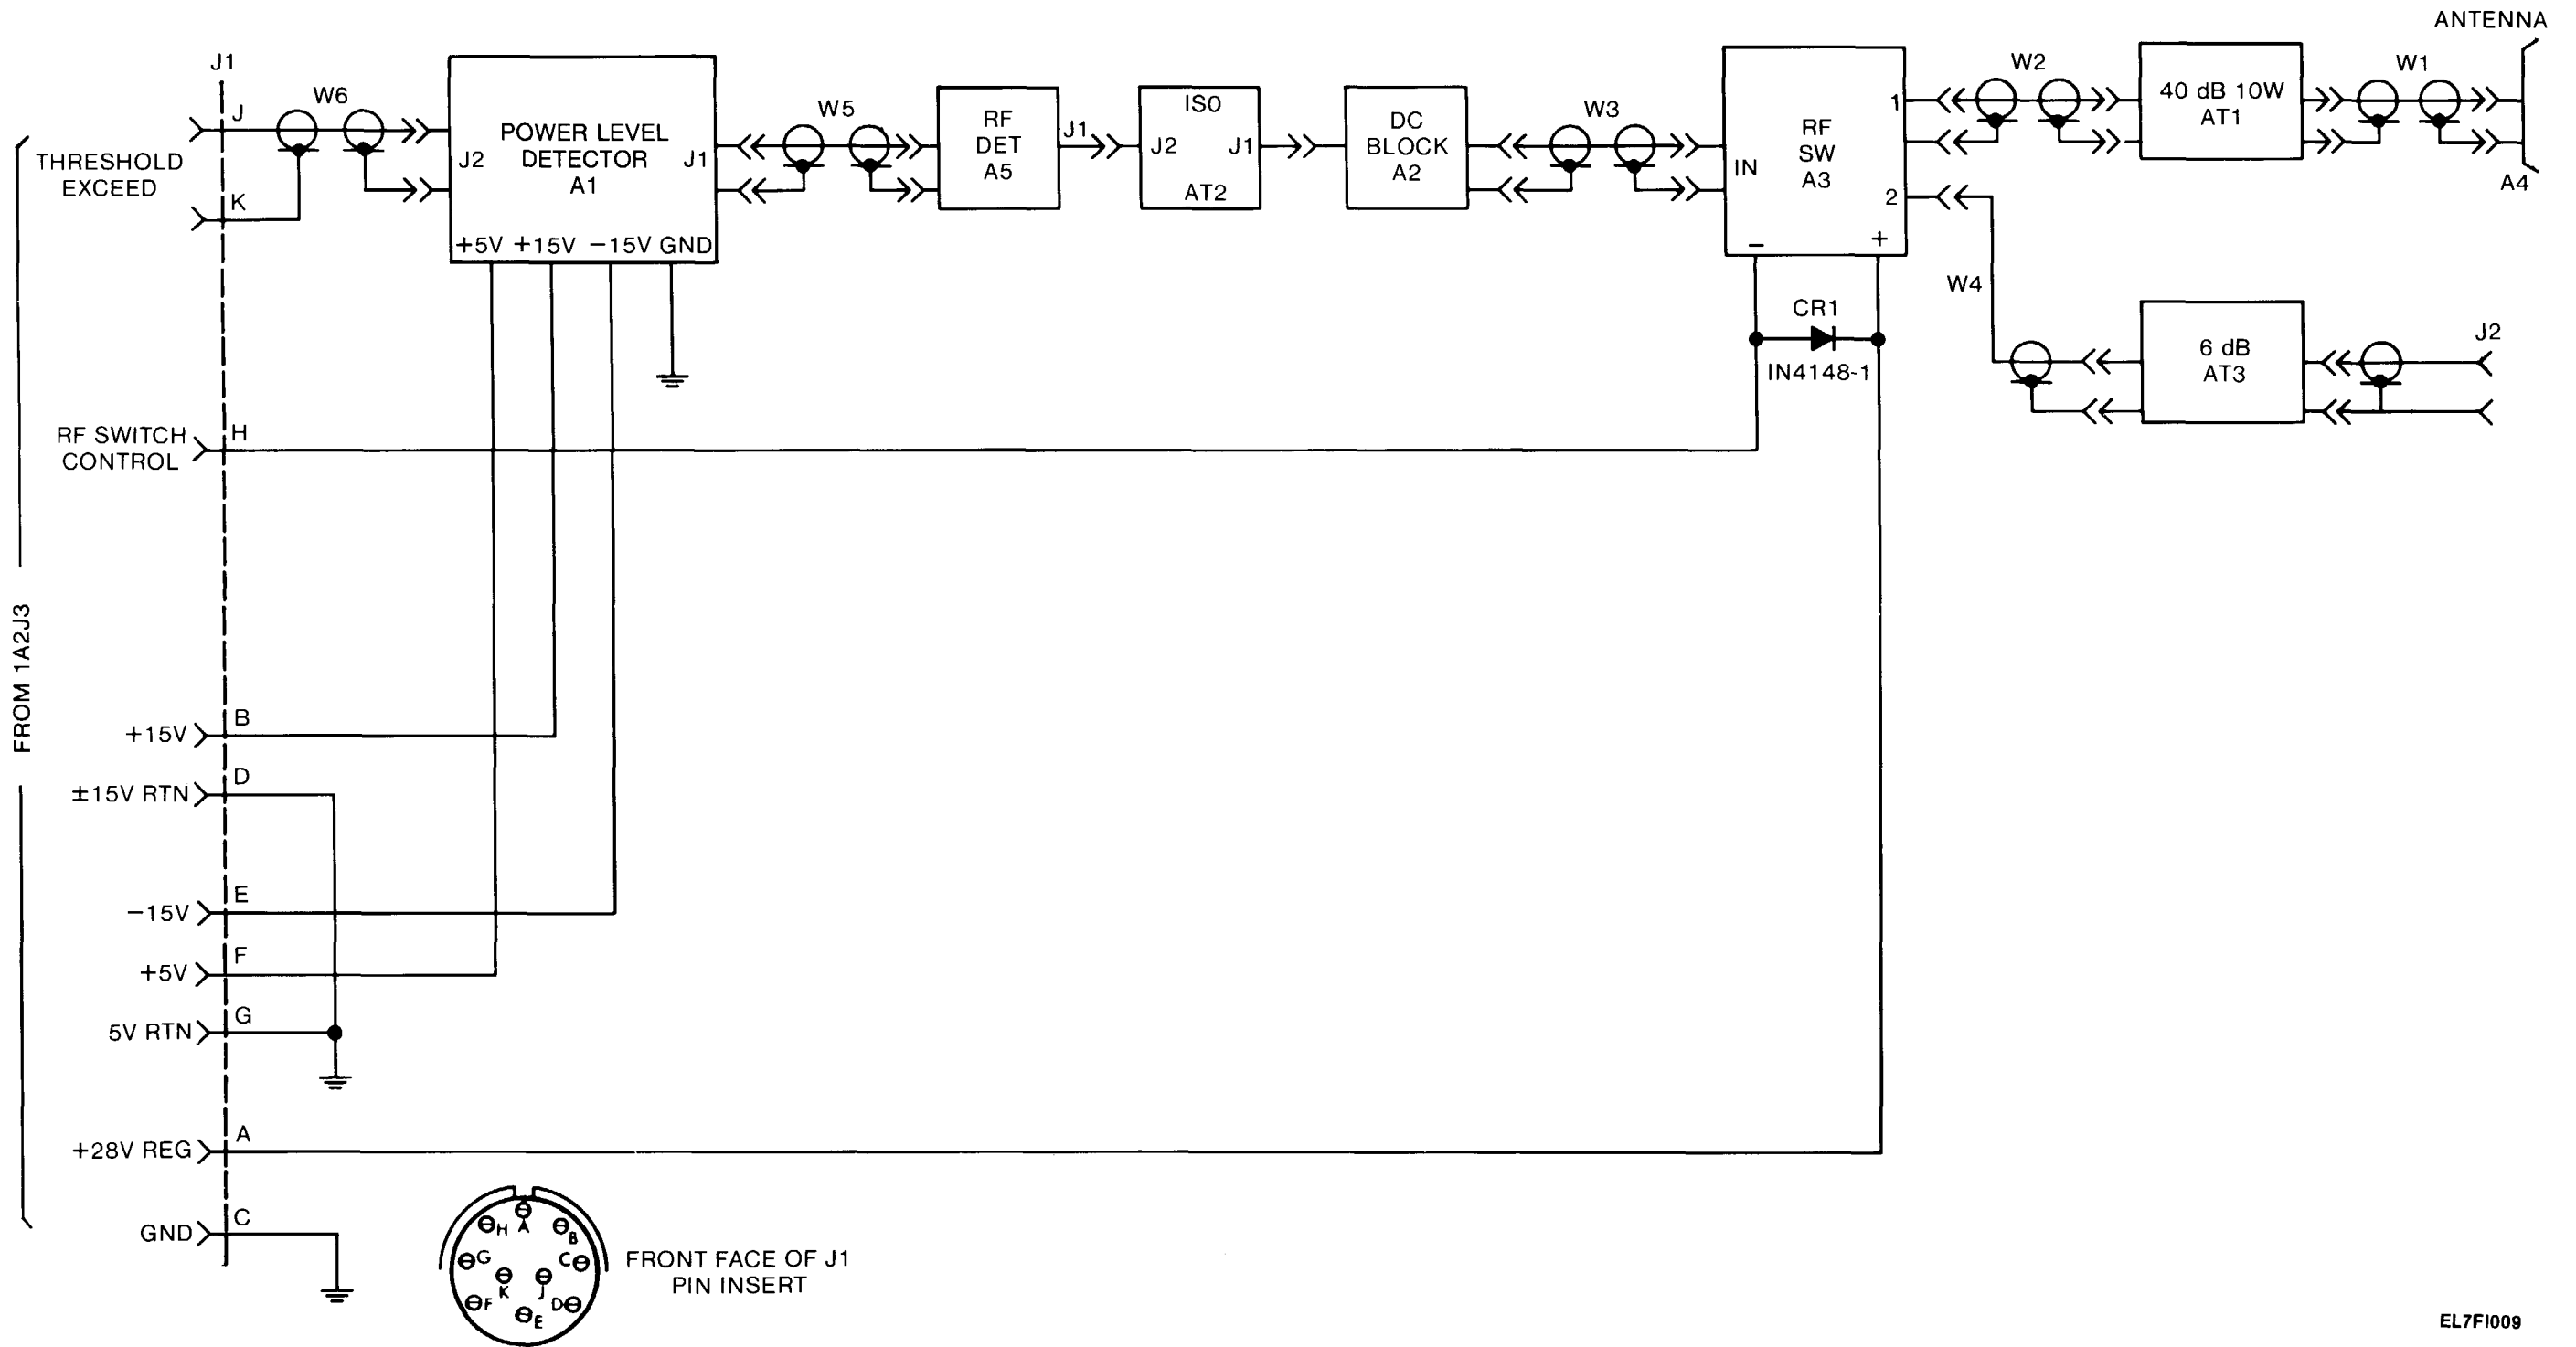 ANTENNA
J1
W6
J
THRESHOLD
EXCEED
K
POWER LEVEL
DETECTOR
A1
J2
J1
+5V +15V −15V GND
W5
RF
DET
A5
J1
ISO
J2
J1
AT2
DC
BLOCK
A2
W3
IN
RF
SW
A3
1
2
−
+
W2
40 dB 10W
AT1
W1
A4
W4
CR1
IN4148-1
6 dB
AT3
J2
RF SWITCH
CONTROL
H
FROM 1A2J3
+15V
B
±15V RTN
D
−15V
E
+5V
F
5V RTN
G
+28V REG
A
GND
C
H
A
B
G
C
K
J
F
D
E
FRONT FACE OF J1
PIN INSERT
EL7FI009